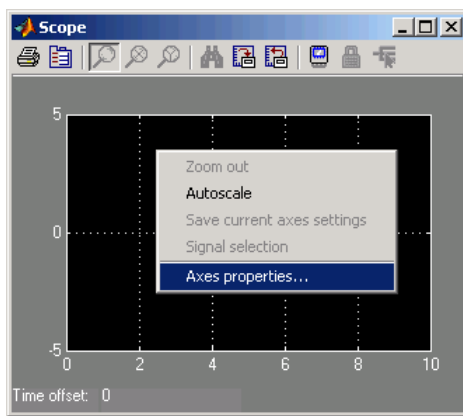 Scope
5
Zoom out
Autoscale
Save current axes settings
0
Signal selection
Axes properties...
-5
0 2 4 6 8 10
Time offset: 0